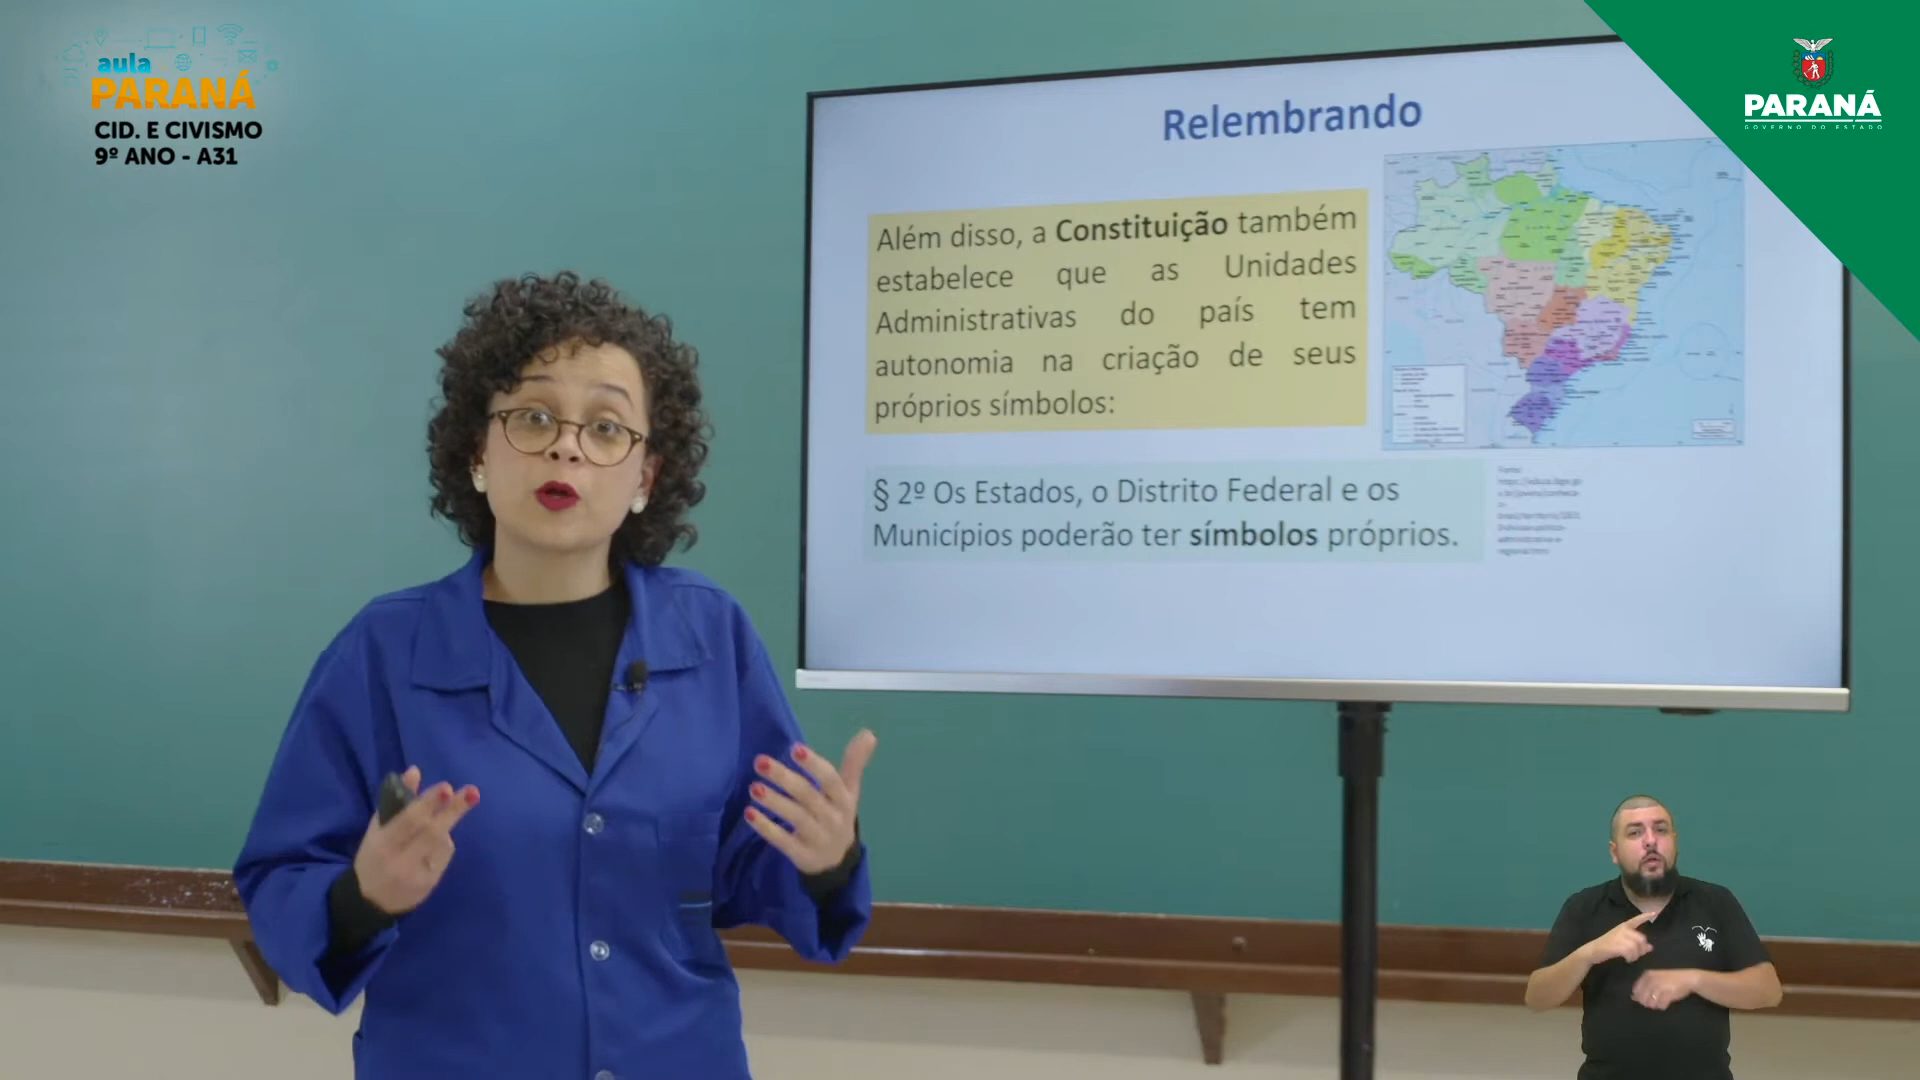 aula
PARANÁ
CID. E CIVISMO
9º ANO - A31
PARANÁ
GOVERNO DO ESTADO
Relembrando
Além disso, a Constituição também
estabelece que as Unidades
Administrativas do país tem
autonomia na criação de seus
próprios símbolos:
§ 2º Os Estados, o Distrito Federal e os
Municípios poderão ter símbolos próprios.